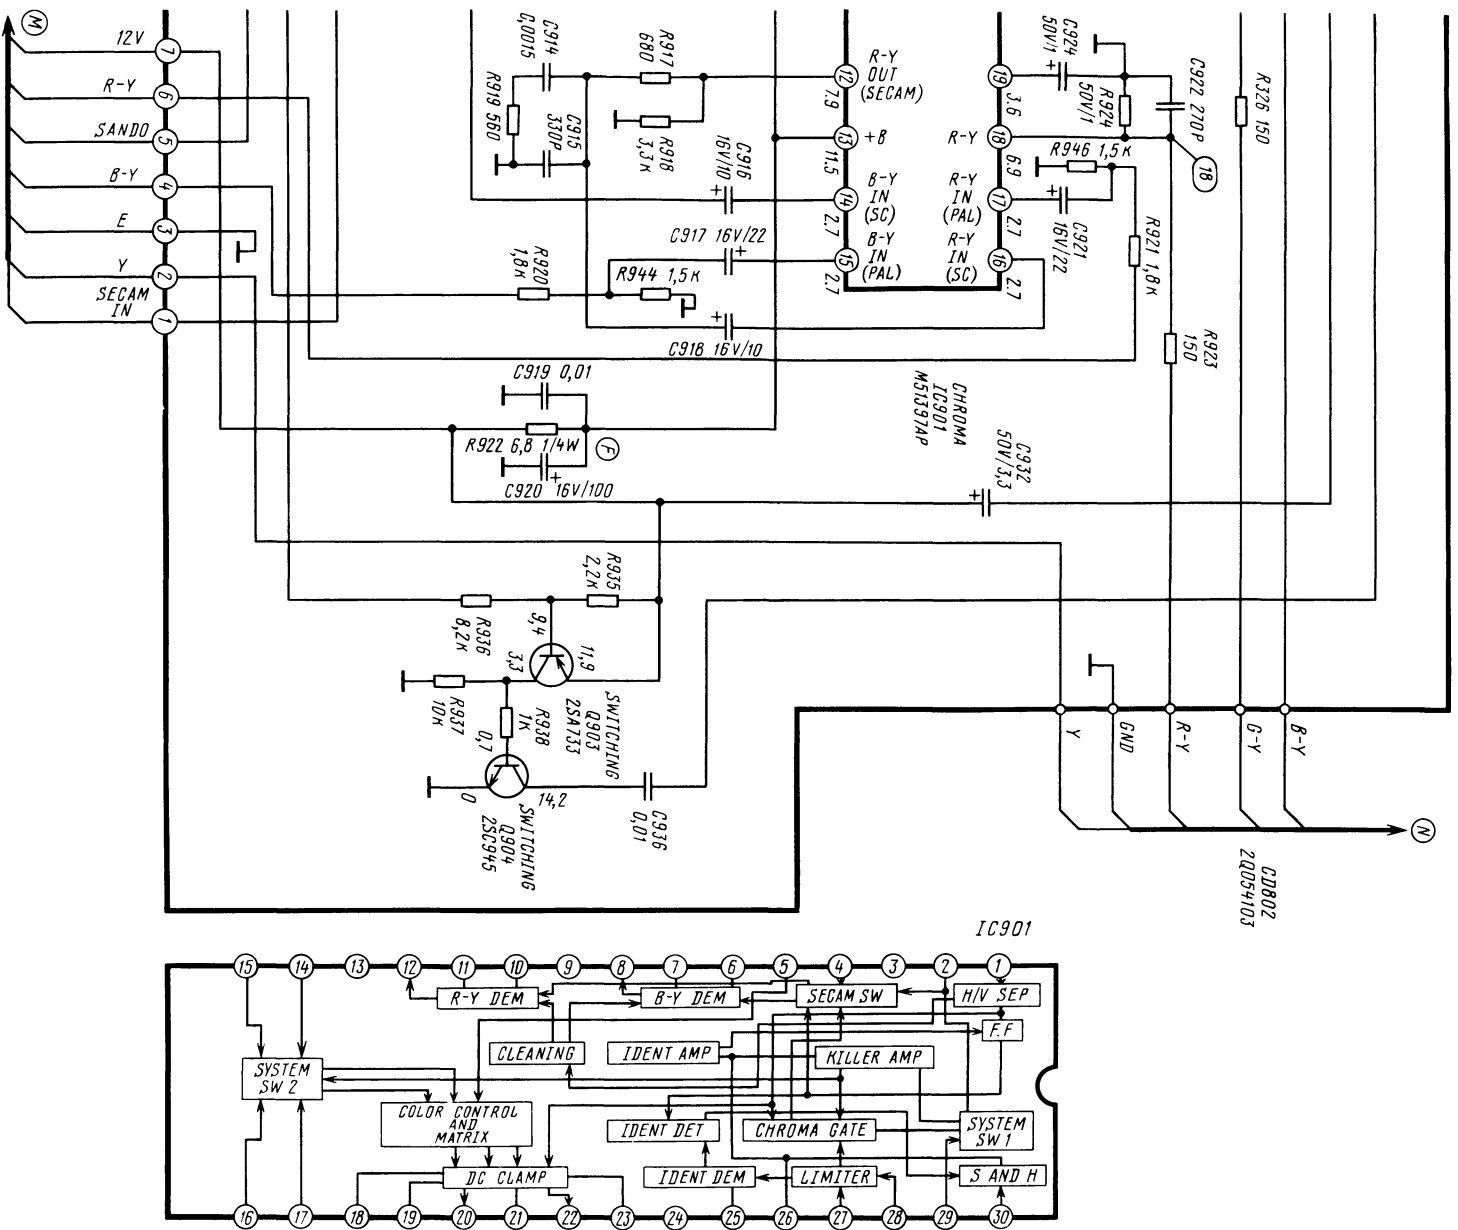 M
12V
7
R-Y
6
SANDO
5
B-Y
4
E
3
Y
2
SECAM
IN
1
C914
0,0015
R919 560
C915
330P
R917
680
R918
3,3K
C916
16V/10
C917 16V/22
R920
1,8K
R944 1,5K
C918 16V/10
C919 0,01
R922 6,8 1/4W
F
C920 16V/100
12
7.9
R-Y
OUT
(SECAM)
13
11.5
+B
14
2.7
B-Y
IN
(SC)
15
2.7
B-Y
IN
(PAL)
19
3.6
18
6.9
R-Y
17
2.7
R-Y
IN
(PAL)
16
2.7
R-Y
IN
(SC)
C924
50V/1
R924
50V/1
C922 270P
R946 1,5K
18
C921
16V/22
R921 1,8K
R923
150
R326 150
CHROMA
IC901
M51397AP
C932
50V/3,3
R935
2,2K
R936
8,2K
9,4
11,9
3,3
SWITCHING
Q903
2SA733
R937
10K
R938
1K
0,7
0
14,2
SWITCHING
Q904
2SC945
C936
0,01
Y
GND
R-Y
G-Y
B-Y
N
CD802
2Q054103
IC901
15
14
13
12
11
10
9
8
7
6
5
4
3
2
1
R-Y DEM
B-Y DEM
SECAM SW
H/V SEP
F.F
CLEANING
IDENT AMP
KILLER AMP
SYSTEM
SW 2
COLOR CONTROL
AND
MATRIX
IDENT DET
CHROMA GATE
SYSTEM
SW 1
DC CLAMP
IDENT DEM
LIMITER
S AND H
16
17
18
19
20
21
22
23
24
25
26
27
28
29
30